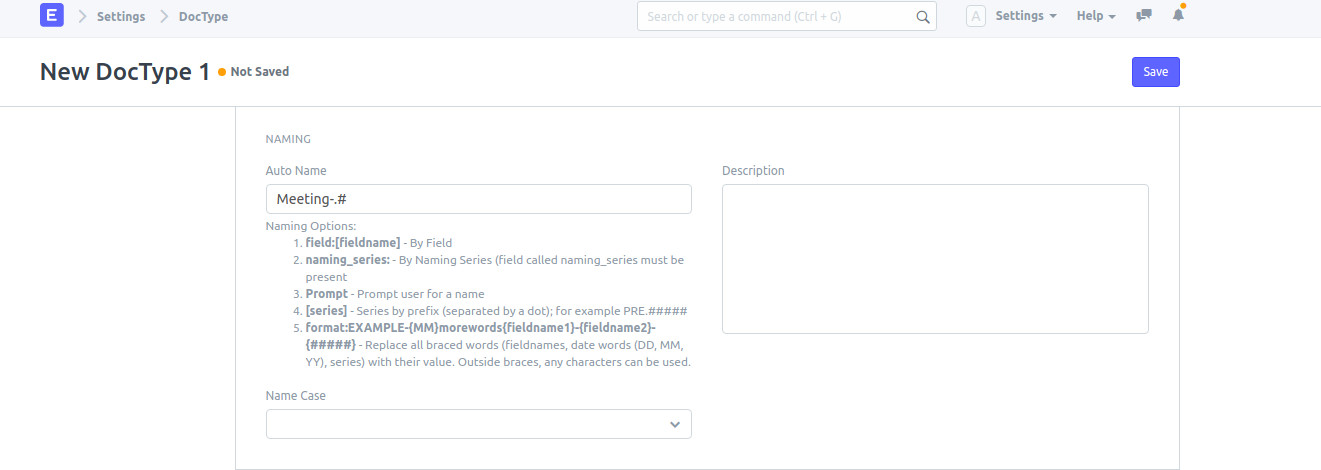 E Settings DocType Search or type a command (Ctrl + G) A Settings Help
New DocType 1 Not Saved Save
NAMING
Auto Name
Meeting-.#
Naming Options:
1. field:[fieldname] - By Field
2. naming_series: - By Naming Series (field called naming_series must be
present
3. Prompt - Prompt user for a name
4. [series] - Series by prefix (separated by a dot); for example PRE.#####
5. format:EXAMPLE-{MM}morewords{fieldname1}-{fieldname2}-
{#####} - Replace all braced words (fieldnames, date words (DD, MM,
YY), series) with their value. Outside braces, any characters can be used.
Name Case
Description